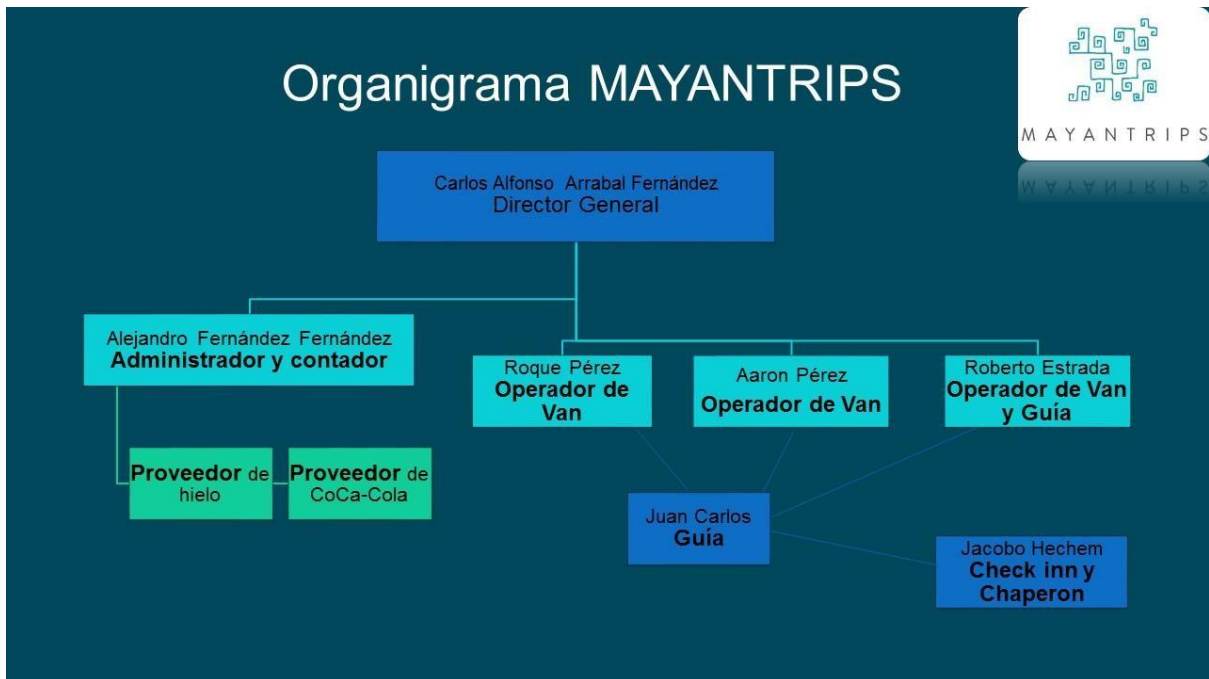 Organigrama MAYANTRIPS
MAYANTRIPS
MAYANTRIPS
Carlos Alfonso Arrabal Fernández
Director General
Alejandro Fernández Fernández
Administrador y contador
Roque Pérez
Operador de
Van
Aaron Pérez
Operador de Van
Roberto Estrada
Operador de Van
y Guía
Proveedor de
hielo
Proveedor de
CoCa-Cola
Juan Carlos
Guía
Jacobo Hechem
Check inn y
Chaperon